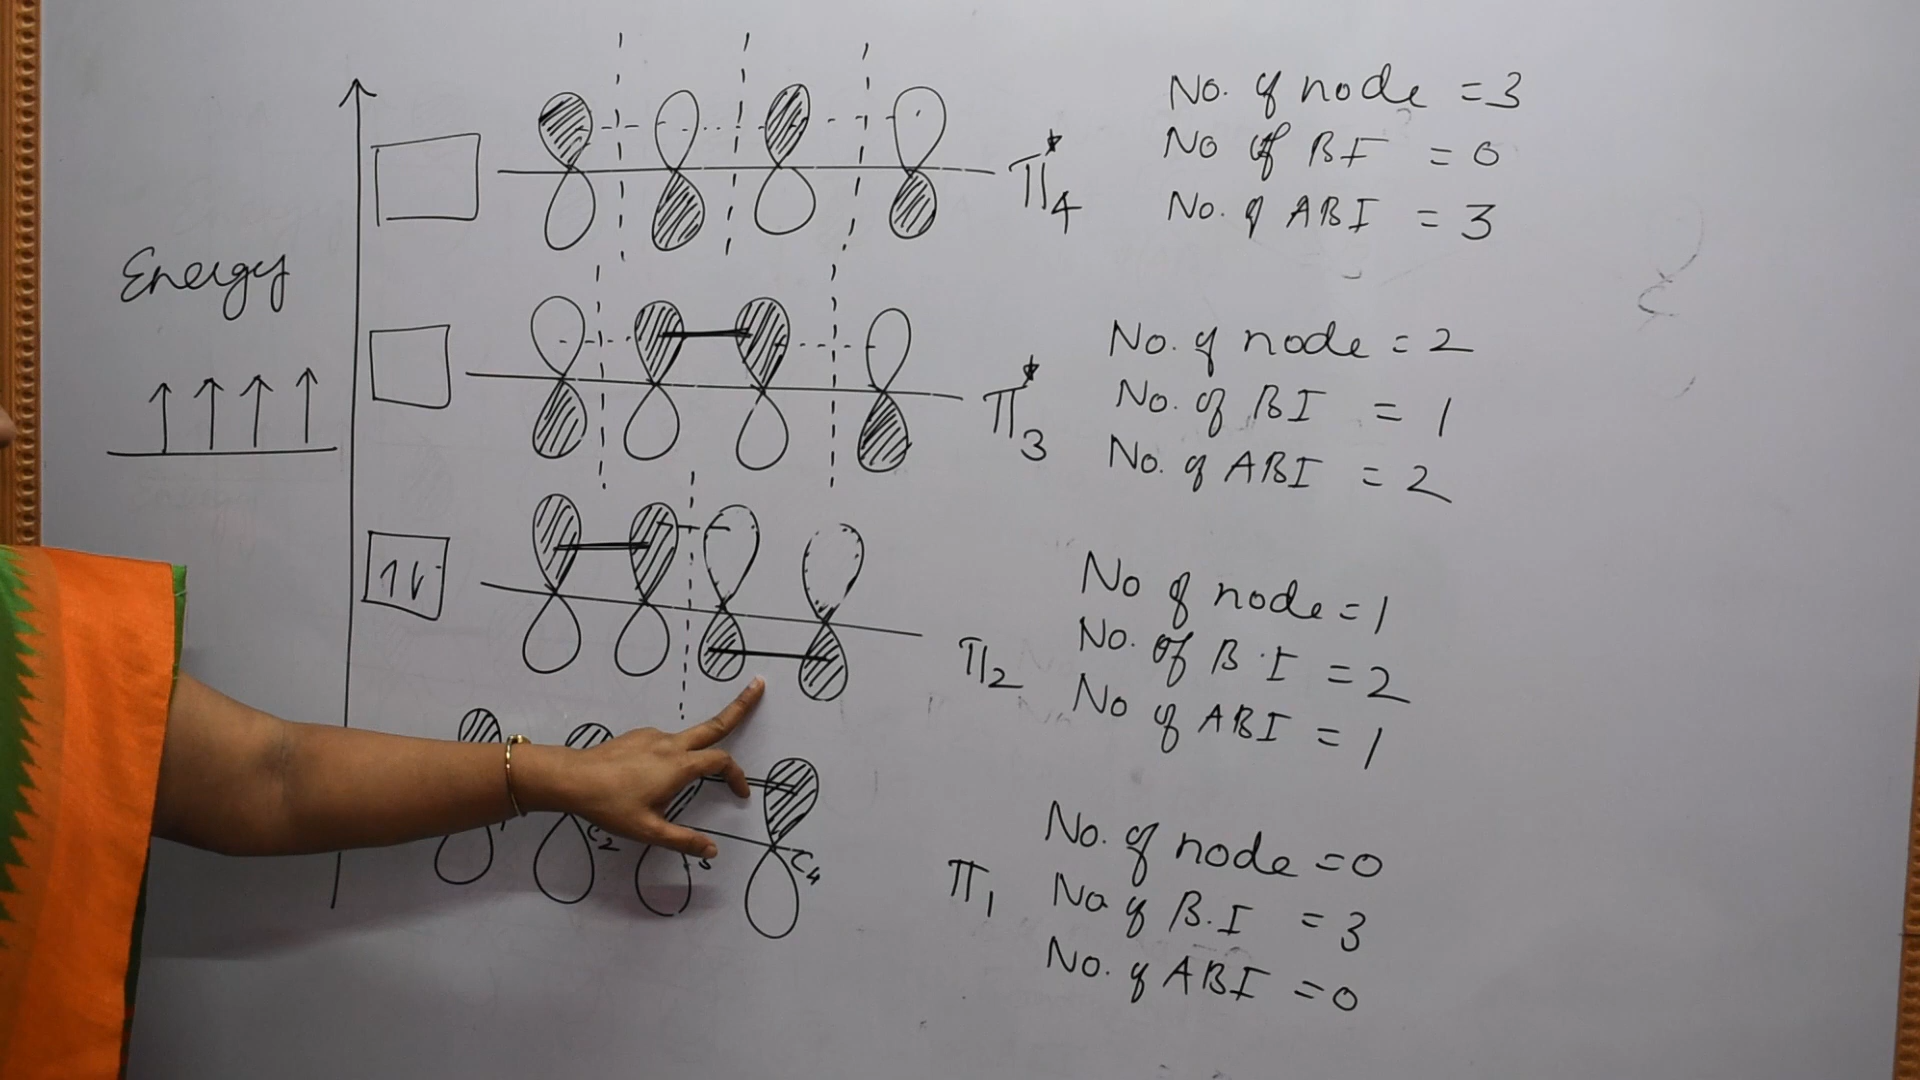 No. of node = 3
No of BI = 0
No. of ABI = 3
π4*
Energy
No. of node = 2
No. of BI = 1
No. of ABI = 2
π3*
No of node = 1
No. of B.I = 2
No of ABI = 1
π2
C2
C4
π1
No. of node = 0
No of B.I = 3
No. of ABI = 0